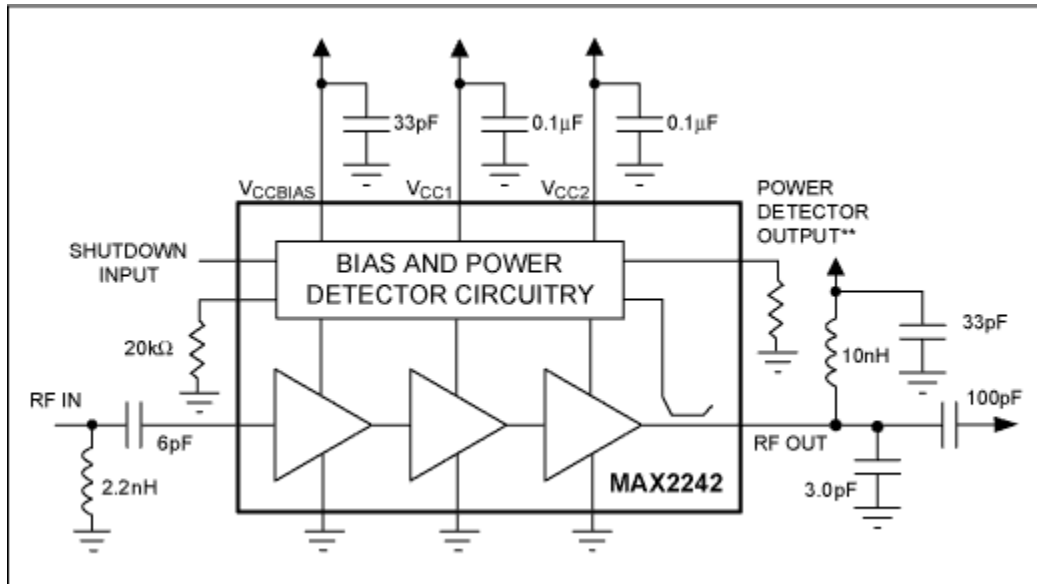 33pF
0.1µF
0.1µF
VCCBIAS
VCC1
VCC2
POWER
DETECTOR
OUTPUT**
SHUTDOWN
INPUT
BIAS AND POWER
DETECTOR CIRCUITRY
20kΩ
10nH
33pF
RF IN
100pF
6pF
RF OUT
2.2nH
MAX2242
3.0pF